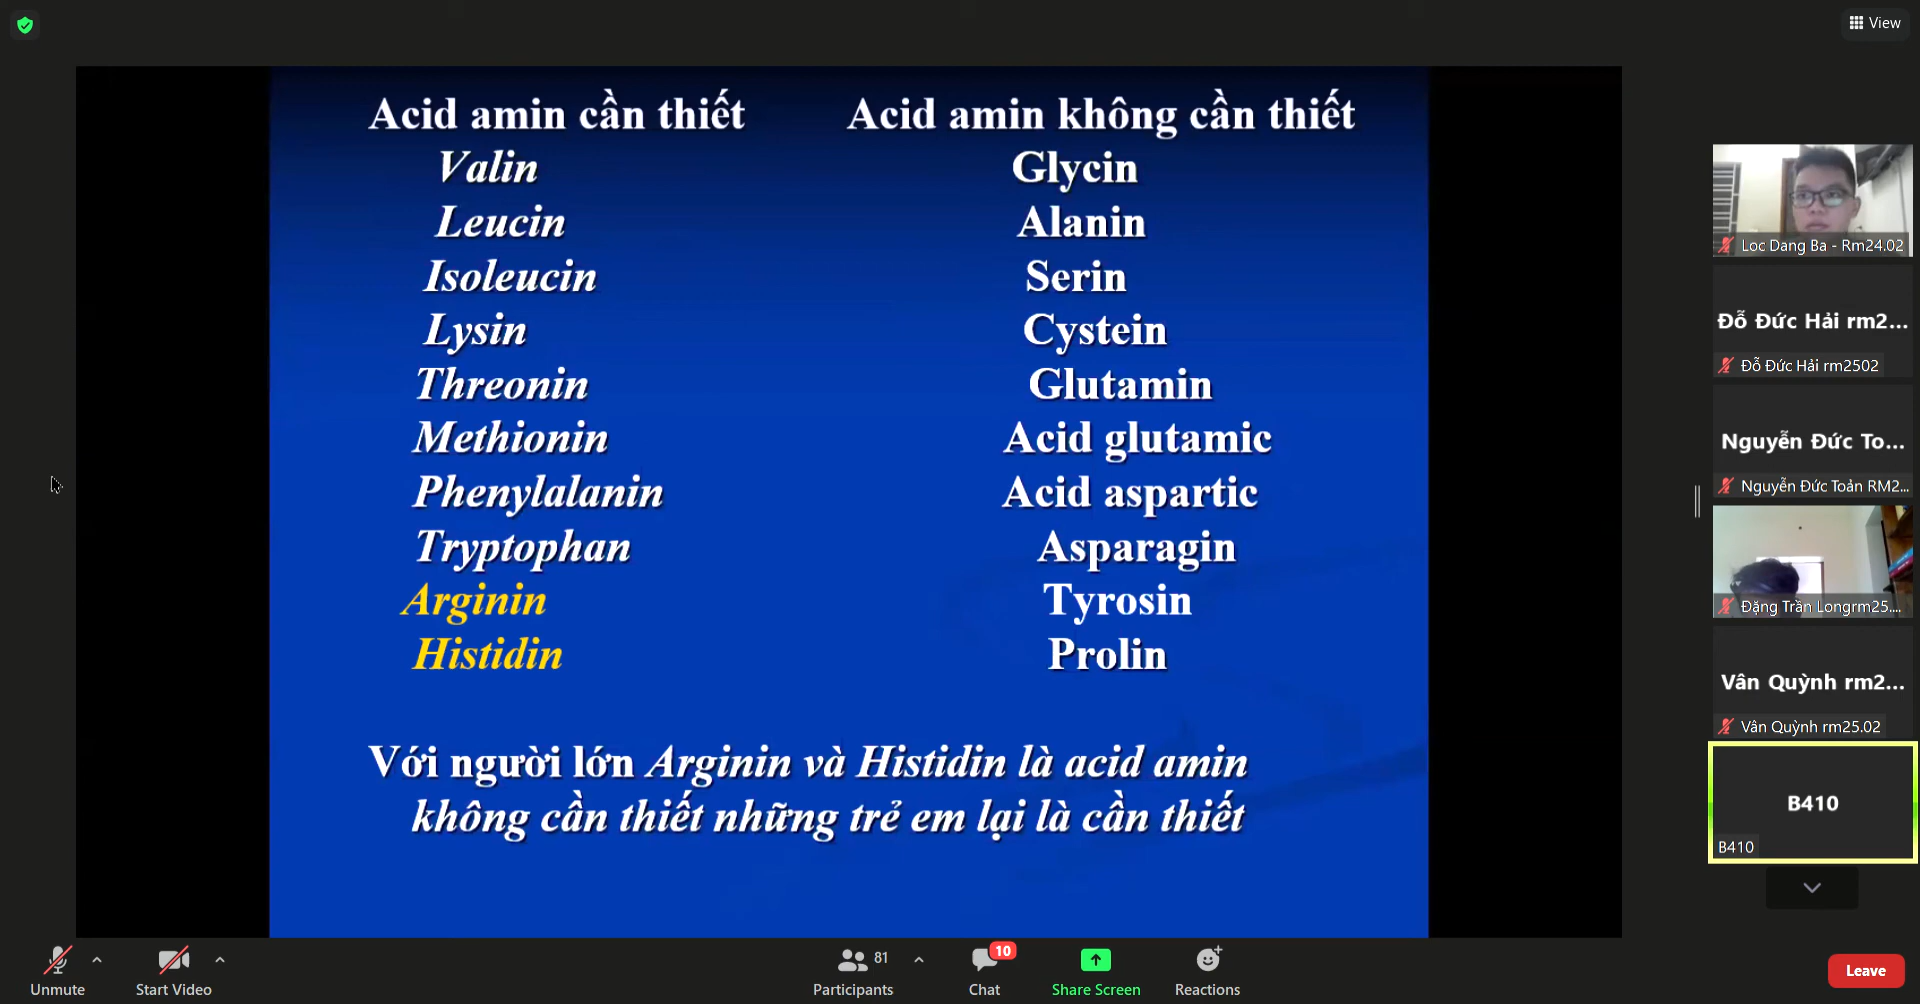 View
Acid amin cần thiết
Acid amin không cần thiết
Valin
Glycin
Leucin
Alanin
Isoleucin
Serin
Lysin
Cystein
Threonin
Glutamin
Methionin
Acid glutamic
Phenylalanin
Acid aspartic
Tryptophan
Asparagin
Arginin
Tyrosin
Histidin
Prolin
Với người lớn Arginin và Histidin là acid amin
không cần thiết những trẻ em lại là cần thiết
Loc Dang Ba - Rm24.02
Đỗ Đức Hải rm2...
Đỗ Đức Hải rm2502
Nguyễn Đức To...
Nguyễn Đức Toản RM2...
Đặng Trần Longrm25....
Vân Quỳnh rm2...
Vân Quỳnh rm25.02
B410
B410
Unmute
Start Video
81
Participants
10
Chat
Share Screen
Reactions
Leave